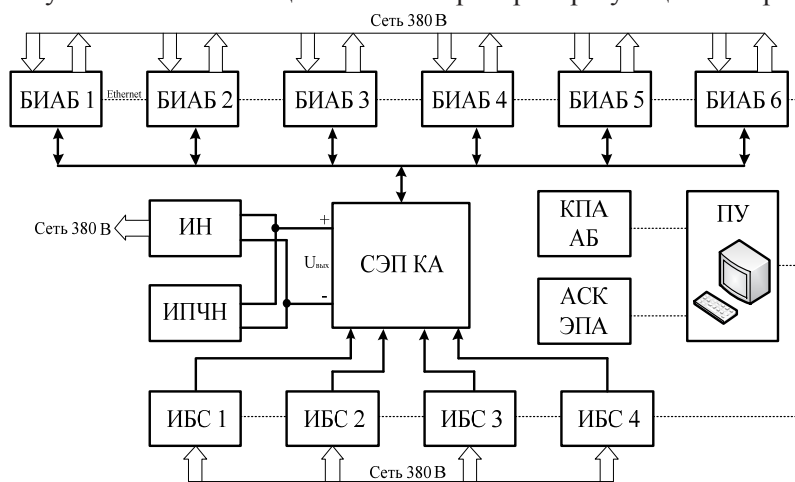 Сеть 380 В
БИАБ 1
Ethernet
БИАБ 2
БИАБ 3
БИАБ 4
БИАБ 5
БИАБ 6
Сеть 380 В
ИН
ИПЧН
+
Uвых
-
СЭП КА
КПА
АБ
АСК
ЭПА
ПУ
ИБС 1
ИБС 2
ИБС 3
ИБС 4
Сеть 380 В